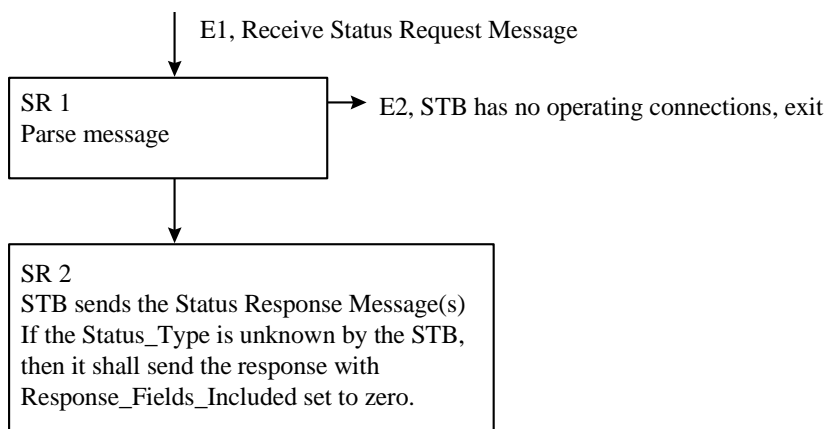 E1, Receive Status Request Message
SR 1
Parse message
E2, STB has no operating connections, exit
SR 2
STB sends the Status Response Message(s)
If the Status_Type is unknown by the STB,
then it shall send the response with
Response_Fields_Included set to zero.